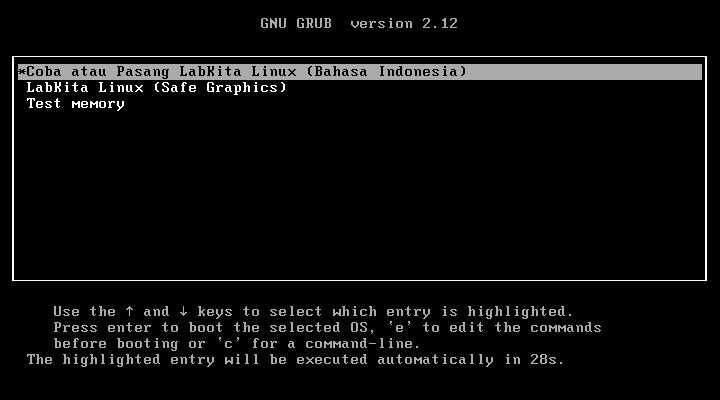 GNU GRUB  version 2.12
*Coba atau Pasang LabKita Linux (Bahasa Indonesia)
LabKita Linux (Safe Graphics)
Test memory
Use the ↑ and ↓ keys to select which entry is highlighted.
Press enter to boot the selected OS, `e' to edit the commands
before booting or `c' for a command-line.
The highlighted entry will be executed automatically in 28s.